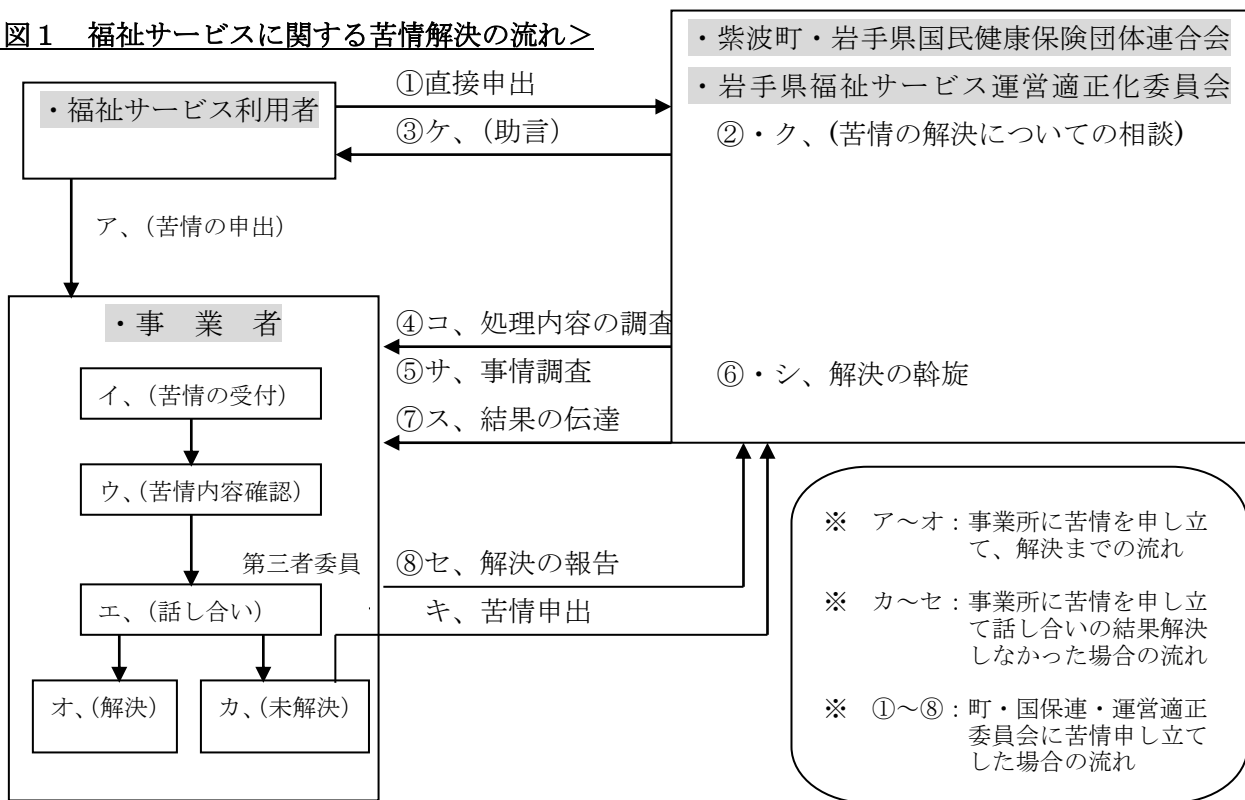 図１　福祉サービスに関する苦情解決の流れ＞
・紫波町・岩手県国民健康保険団体連合会
・岩手県福祉サービス運営適正化委員会
①直接申出
・福祉サービス利用者
③ケ、（助言）
②・ク、(苦情の解決についての相談)
ア、（苦情の申出）
・事　業　者
④コ、処理内容の調査
⑤サ、事情調査
⑥・シ、解決の斡旋
イ、（苦情の受付）
⑦ス、結果の伝達
ウ、（苦情内容確認）
第三者委員
⑧セ、解決の報告
エ、（話し合い）
キ、苦情申出
オ、（解決）
カ、（未解決）
※　ア～オ：事業所に苦情を申し立
て、解決までの流れ
※　カ～セ：事業所に苦情を申し立
て話し合いの結果解決
しなかった場合の流れ
※　①～⑧：町・国保連・運営適正
委員会に苦情申し立て
した場合の流れ